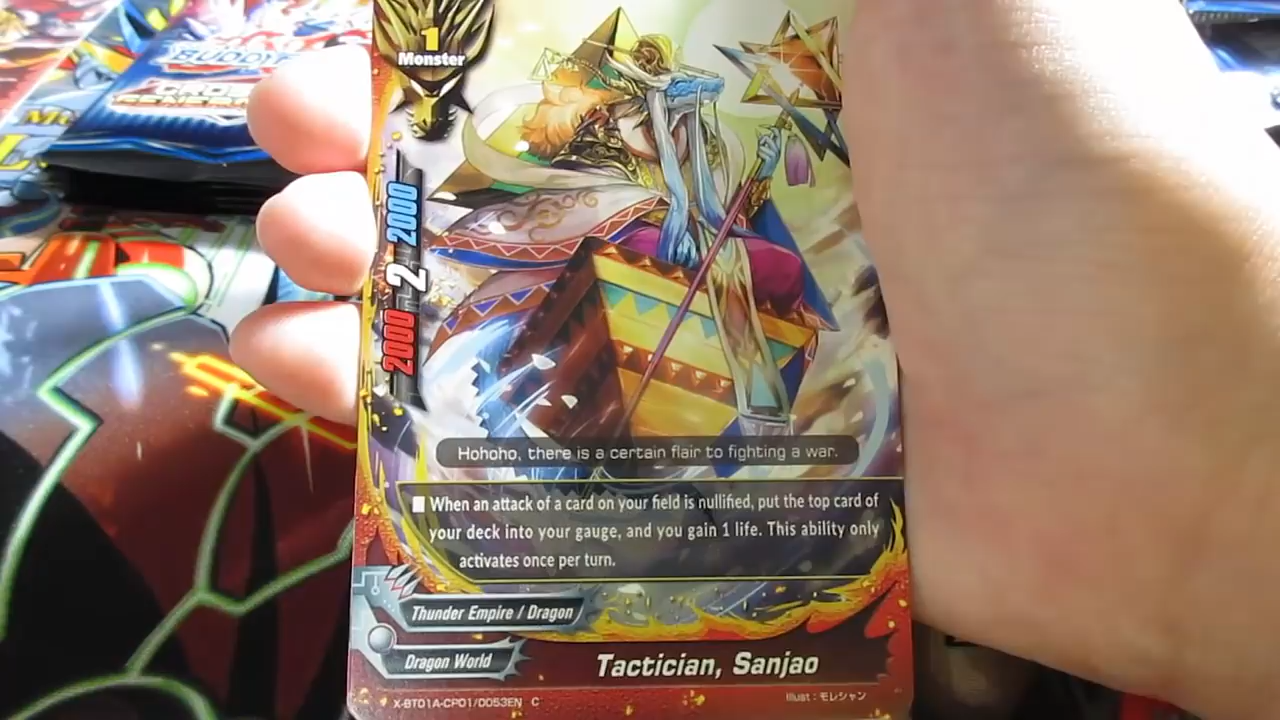 1
Monster
2000
2
2000
Hohoho, there is a certain flair to fighting a war.
■ When an attack of a card on your field is nullified, put the top card of
your deck into your gauge, and you gain 1 life. This ability only
activates once per turn.
Thunder Empire / Dragon
Dragon World
Tactician, Sanjao
X-BT01A-CP01/0053EN C
Illust: モレシャン
BUDDY